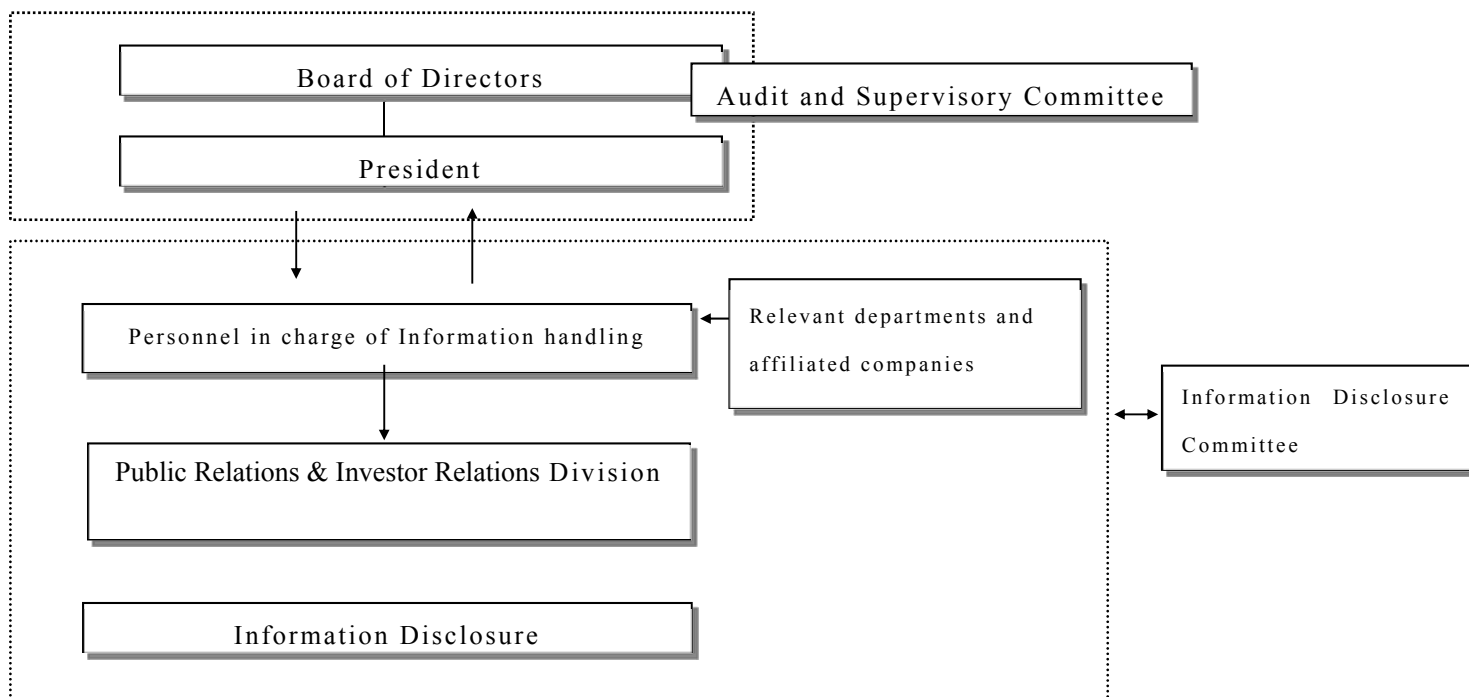 Board of Directors
Audit and Supervisory Committee
President
Personnel in charge of Information handling
Relevant departments and
affiliated companies
Information Disclosure
Committee
Public Relations & Investor Relations Division
Information Disclosure